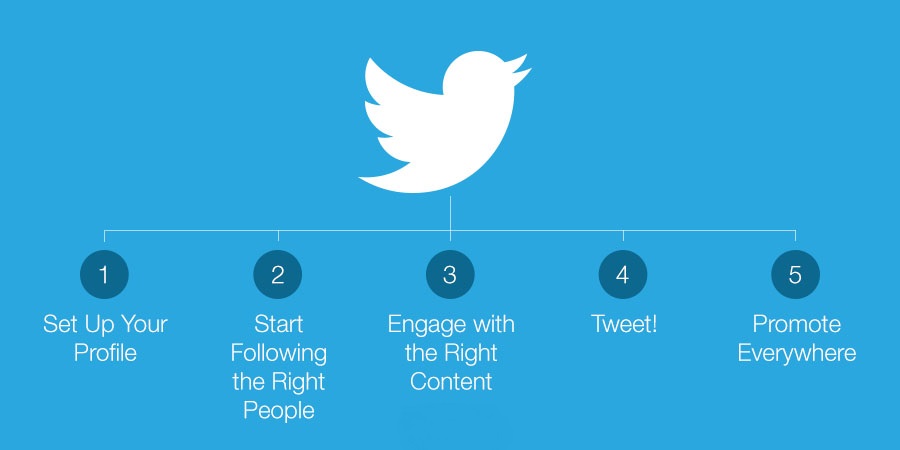 1
Set Up Your
Profile
2
Start
Following
the Right
People
3
Engage with
the Right
Content
4
Tweet!
5
Promote
Everywhere